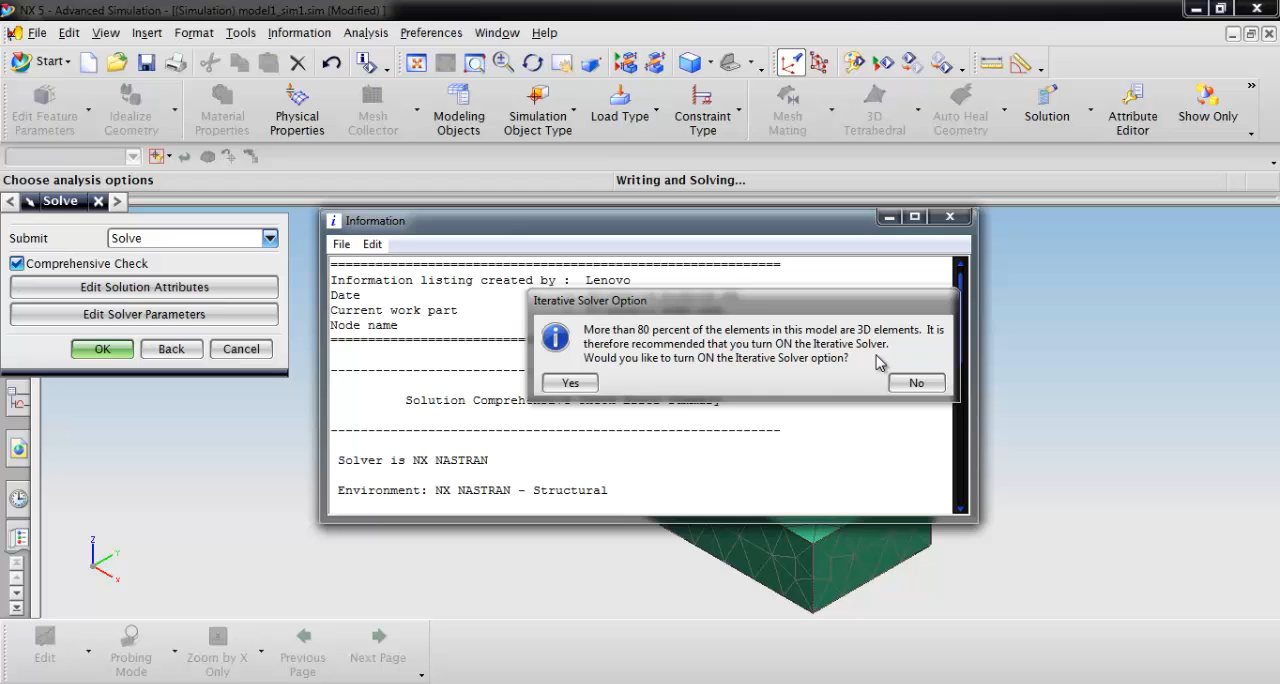 NX 5 - Advanced Simulation - [(Simulation) model1_sim1.sim (Modified) ]
File Edit View Insert Format Tools Information Analysis Preferences Window Help
Start
Edit Feature Parameters
Idealize Geometry
Material Properties
Physical Properties
Mesh Collector
Modeling Objects
Simulation Object Type
Load Type
Constraint Type
Mesh Mating
3D Tetrahedral
Auto Heal Geometry
Solution
Attribute Editor
Show Only
Choose analysis options
Writing and Solving...
Solve
Submit
Solve
Comprehensive Check
Edit Solution Attributes
Edit Solver Parameters
OK Back Cancel
Information
File Edit
Information listing created by : Lenovo
Date
Current work part
Node name
Iterative Solver Option
More than 80 percent of the elements in this model are 3D elements. It is
therefore recommended that you turn ON the Iterative Solver.
Would you like to turn ON the Iterative Solver option?
Yes No
Solution
Solver is NX NASTRAN
Environment: NX NASTRAN - Structural
Z
Y
X
Edit
Probing Mode
Zoom by X Only
Previous Page
Next Page